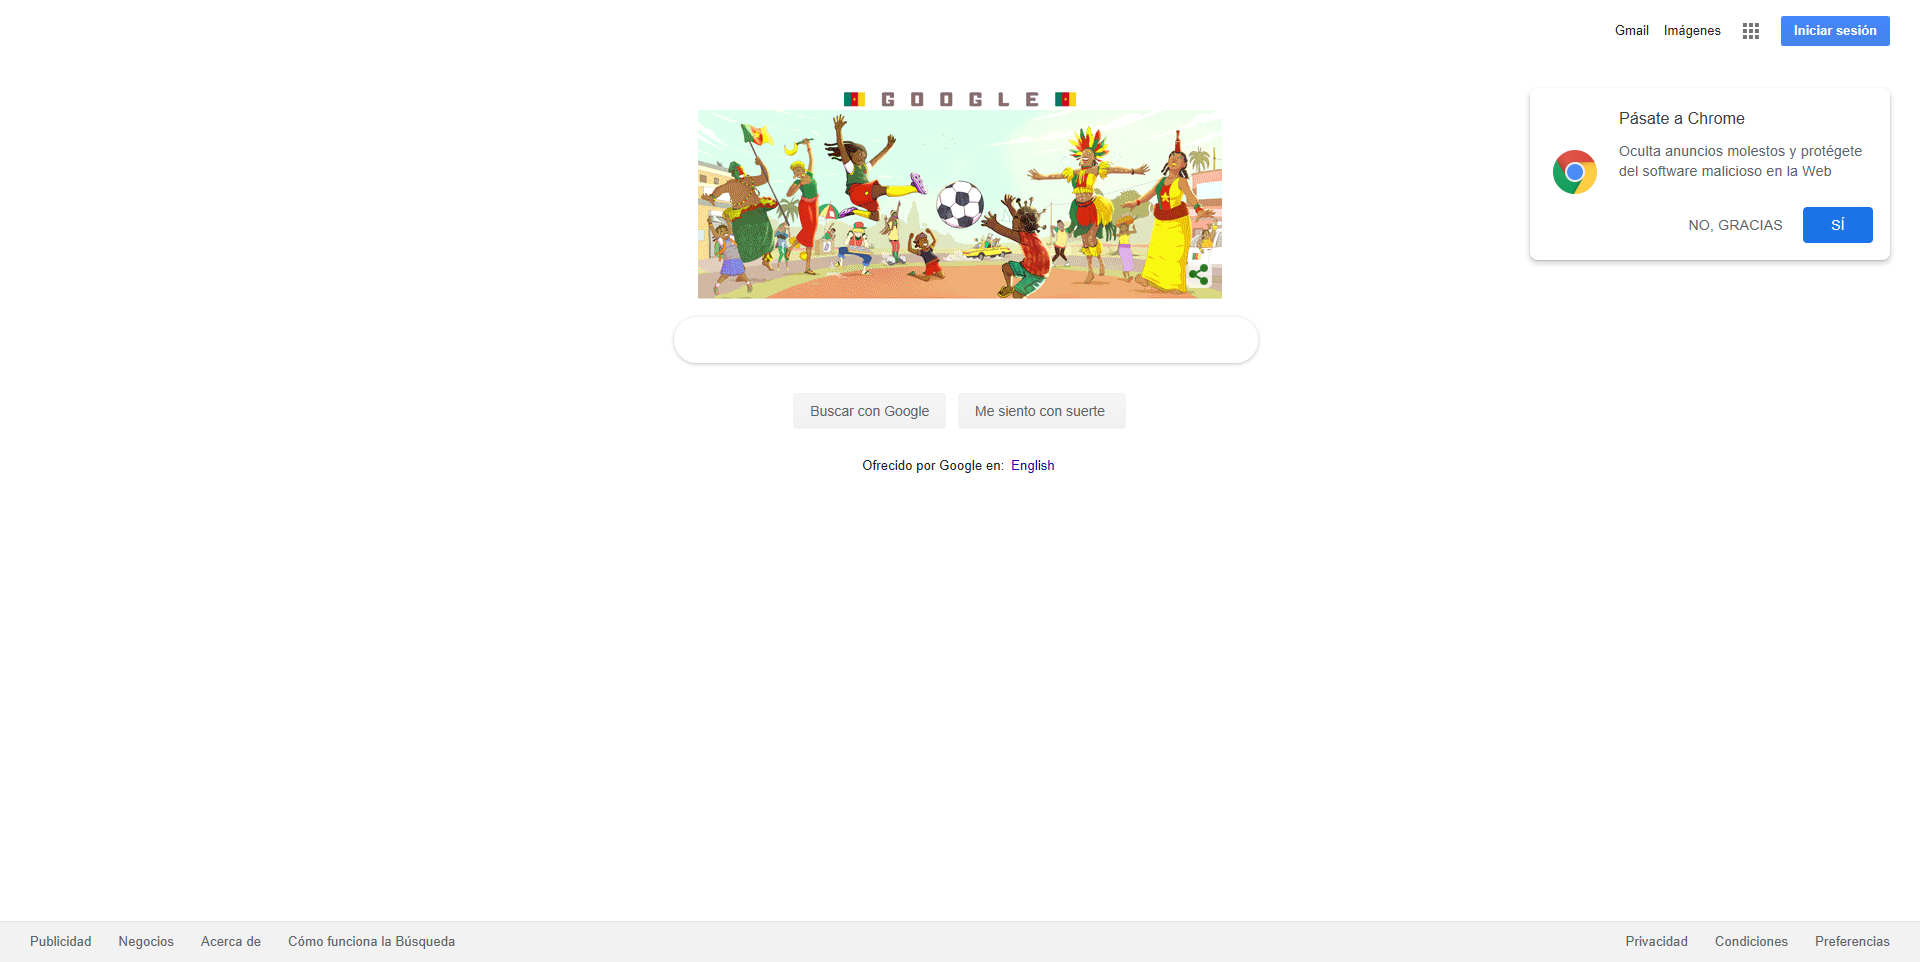 Gmail Imágenes Iniciar sesión
GOOGLE
Pásate a Chrome
Oculta anuncios molestos y protégete
del software malicioso en la Web
NO, GRACIAS SÍ
Buscar con Google Me siento con suerte
Ofrecido por Google en: English
Publicidad Negocios Acerca de Cómo funciona la Búsqueda Privacidad Condiciones Preferencias